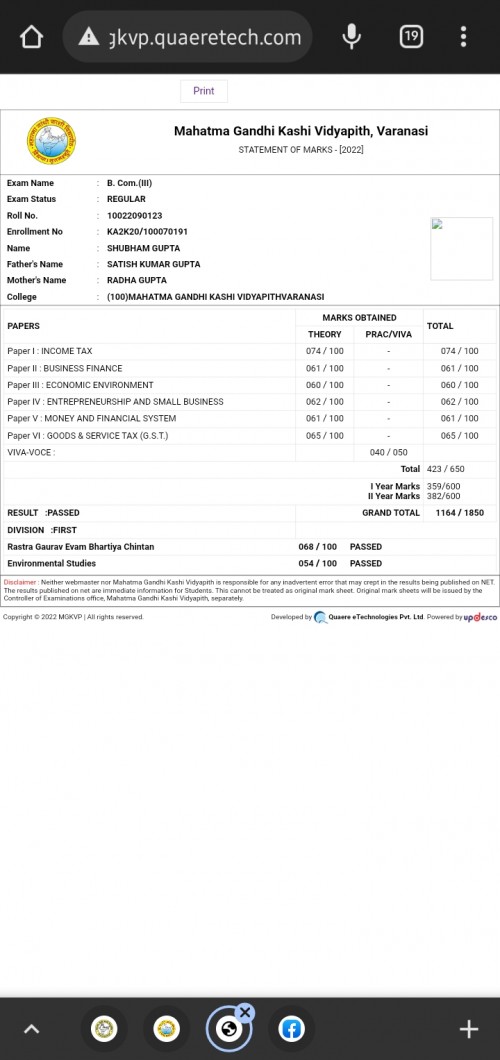 gkvp.quaeretech.com
19
Print
Mahatma Gandhi Kashi Vidyapith, Varanasi
STATEMENT OF MARKS - [2022]
Exam Name : B. Com.(III)
Exam Status : REGULAR
Roll No. : 10022090123
Enrollment No : KA2K20/100070191
Name : SHUBHAM GUPTA
Father's Name : SATISH KUMAR GUPTA
Mother's Name : RADHA GUPTA
College : (100)MAHATMA GANDHI KASHI VIDYAPITHVARANASI
PAPERS MARKS OBTAINED TOTAL
THEORY PRAC/VIVA
Paper I : INCOME TAX 074 / 100 - 074 / 100
Paper II : BUSINESS FINANCE 061 / 100 - 061 / 100
Paper III : ECONOMIC ENVIRONMENT 060 / 100 - 060 / 100
Paper IV : ENTREPRENEURSHIP AND SMALL BUSINESS 062 / 100 - 062 / 100
Paper V : MONEY AND FINANCIAL SYSTEM 061 / 100 - 061 / 100
Paper VI : GOODS & SERVICE TAX (G.S.T.) 065 / 100 - 065 / 100
VIVA-VOCE : 040 / 050
Total 423 / 650
I Year Marks 359/600
II Year Marks 382/600
RESULT :PASSED GRAND TOTAL 1164 / 1850
DIVISION :FIRST
Rastra Gaurav Evam Bhartiya Chintan 068 / 100 PASSED
Environmental Studies 054 / 100 PASSED
Disclaimer : Neither webmaster nor Mahatma Gandhi Kashi Vidyapith is responsible for any inadvertent error that may crept in the results being published on NET.
The results published on net are immediate information for Students. This cannot be treated as original mark sheet. Original mark sheets will be issued by the
Controller of Examinations office, Mahatma Gandhi Kashi Vidyapith, separately.
Copyright © 2022 MGKVP | All rights reserved. Developed by Quaere eTechnologies Pvt. Ltd. Powered by updesco